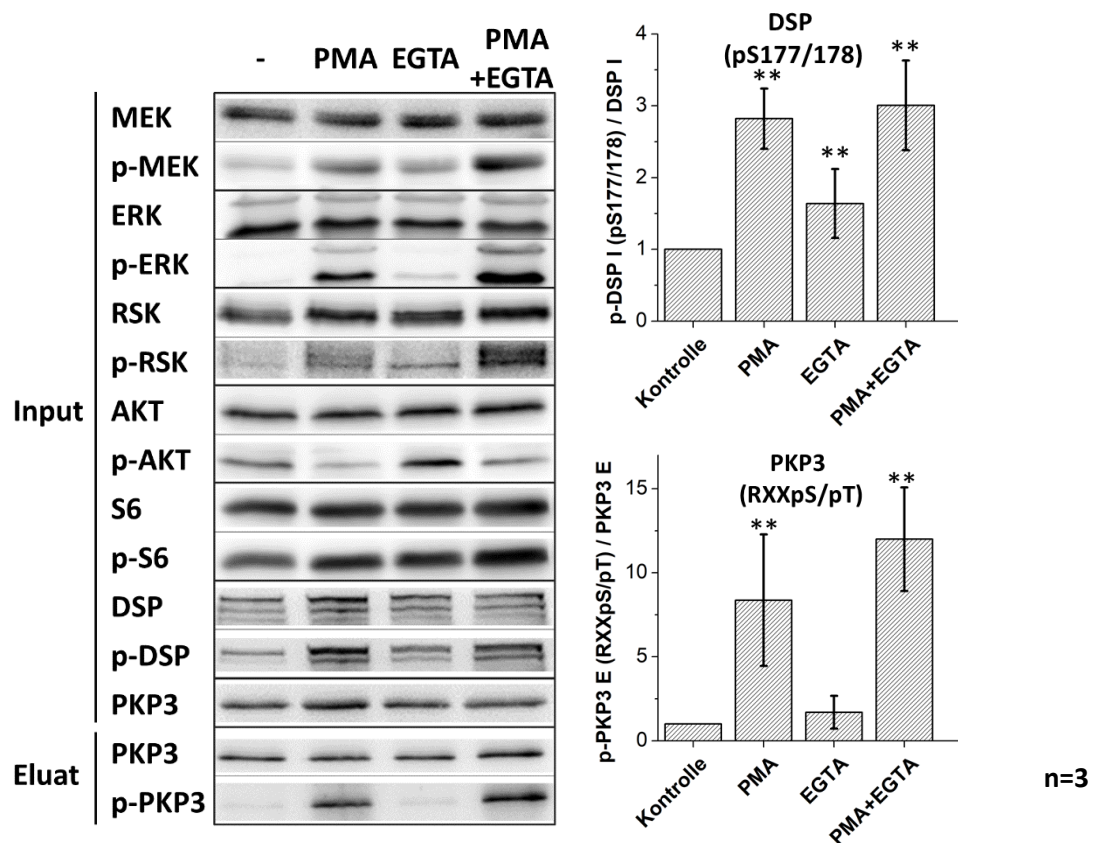 - PMA EGTA PMA
+EGTA
Input
MEK
p-MEK
ERK
p-ERK
RSK
p-RSK
AKT
p-AKT
S6
p-S6
DSP
p-DSP
PKP3
Eluat
PKP3
p-PKP3
DSP
(pS177/178)
p-DSP I (pS177/178) / DSP I
4
3
2
1
0
**
**
**
Kontrolle
PMA
EGTA
PMA+EGTA
PKP3
(RXXpS/pT)
p-PKP3 E (RXXpS/pT) / PKP3 E
15
10
5
0
**
**
Kontrolle
PMA
EGTA
PMA+EGTA
n=3